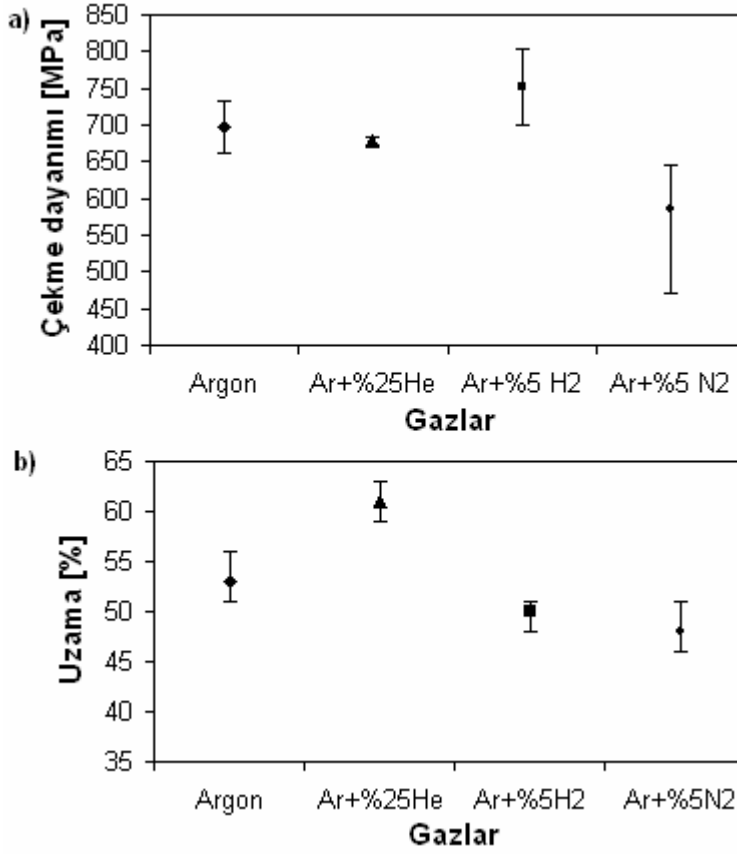 a)
Çekme dayanımı [MPa]
850
800
750
700
650
600
550
500
450
400
Argon Ar+%25He Ar+%5 H2 Ar+%5 N2
Gazlar
b)
Uzama [%]
65
60
55
50
45
40
35
Argon Ar+%25He Ar+%5H2 Ar+%5N2
Gazlar